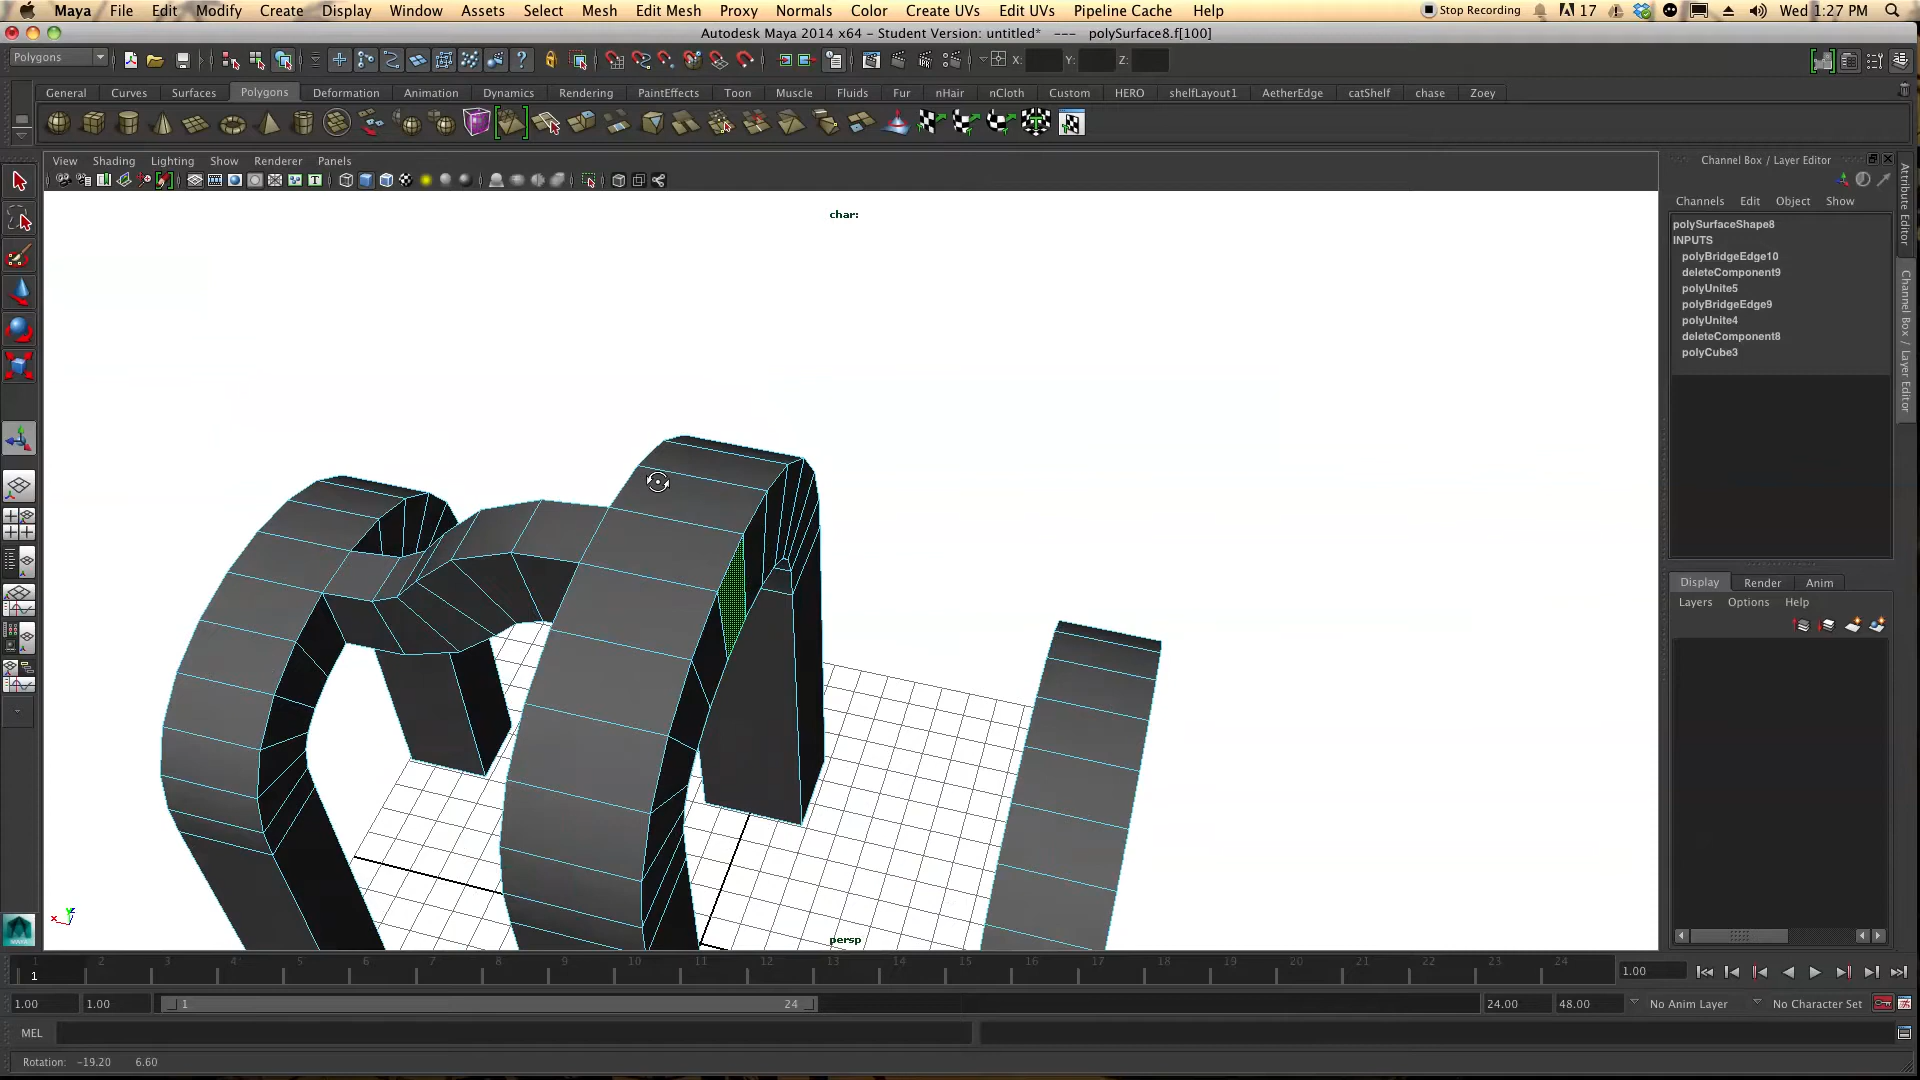 Maya File Edit Modify Create Display Window Assets Select Mesh Edit Mesh Proxy Normals Color Create UVs Edit UVs Pipeline Cache Help Stop Recording 17 Wed 1:27 PM
Autodesk Maya 2014 x64 - Student Version: untitled* --- polySurface8.f[100]
Polygons X: Y: Z:
General Curves Surfaces Polygons Deformation Animation Dynamics Rendering PaintEffects Toon Muscle Fluids Fur nHair nCloth Custom HERO shelfLayout1 AetherEdge catShelf chase Zoey
View Shading Lighting Show Renderer Panels
Channel Box / Layer Editor
Channels Edit Object Show
char:
polySurfaceShape8
INPUTS
polyBridgeEdge10
deleteComponent9
polyUnite5
polyBridgeEdge9
polyUnite4
deleteComponent8
polyCube3
Attribute Editor
Channel Box / Layer Editor
Display Render Anim
Layers Options Help
persp
1 2 3 4 5 6 7 8 9 10 11 12 13 14 15 16 17 18 19 20 21 22 23 24
1 1.00
1.00 1.00 1 24 24.00 48.00 No Anim Layer No Character Set
MEL
Rotation: -19.20 6.60